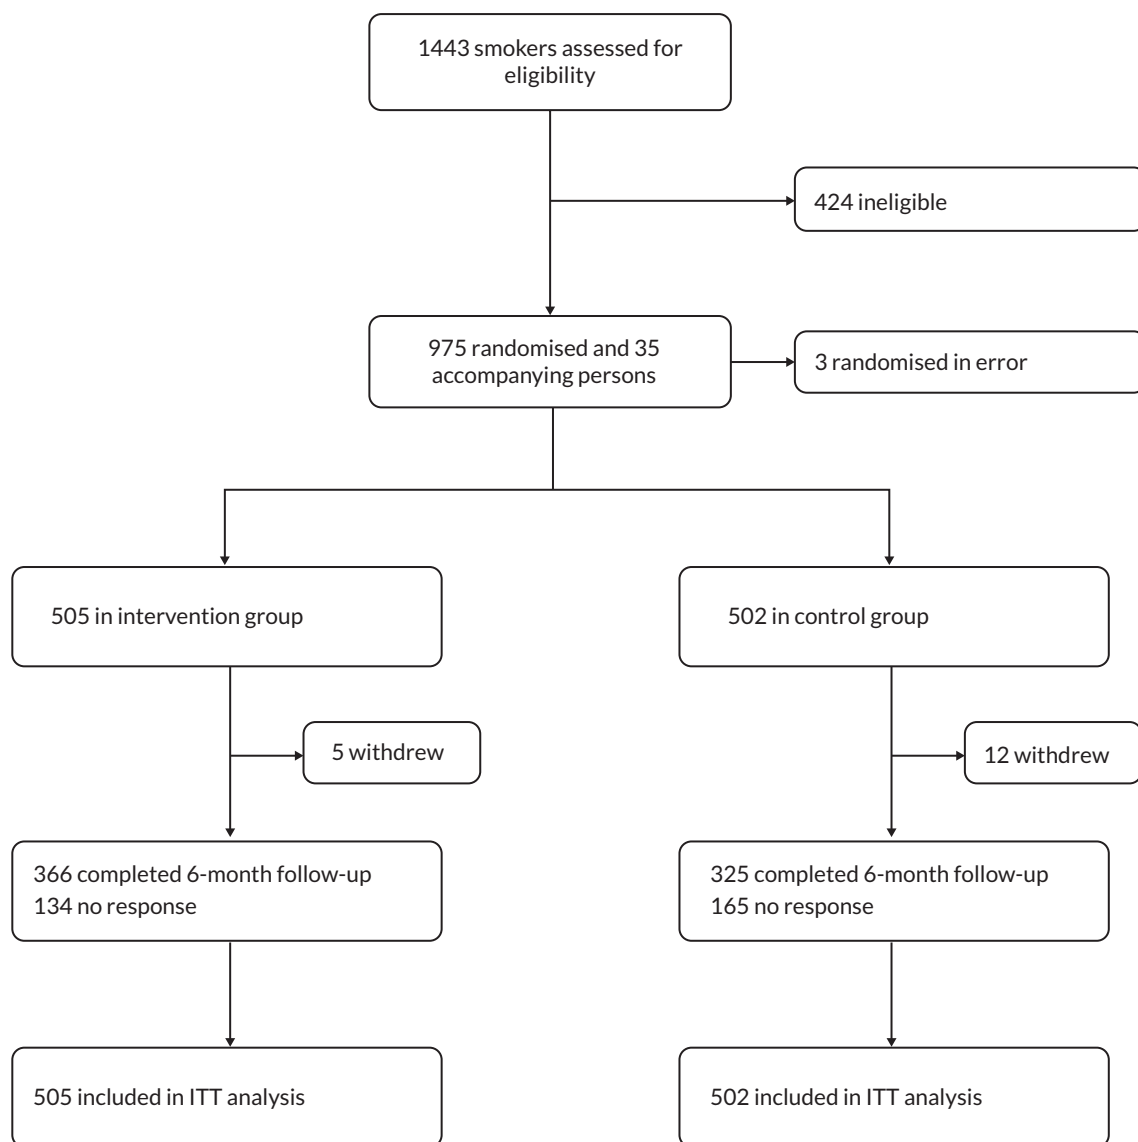 1443 smokers assessed for
eligibility
424 ineligible
975 randomised and 35
accompanying persons
3 randomised in error
505 in intervention group
502 in control group
5 withdrew
12 withdrew
366 completed 6-month follow-up
134 no response
325 completed 6-month follow-up
165 no response
505 included in ITT analysis
502 included in ITT analysis